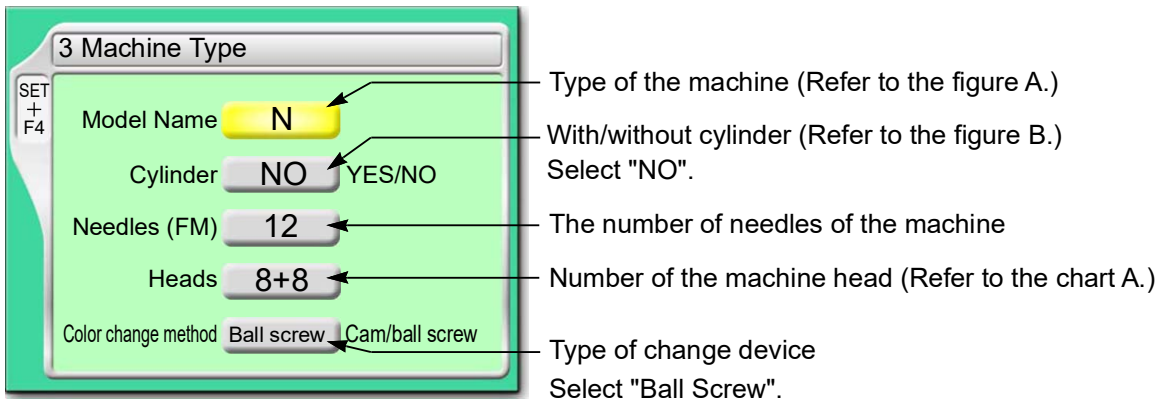 3 Machine Type
SET
+
F4
Model Name N
Type of the machine (Refer to the figure A.)
Cylinder NO YES/NO
With/without cylinder (Refer to the figure B.)
Select "NO".
Needles (FM) 12
The number of needles of the machine
Heads 8+8
Number of the machine head (Refer to the chart A.)
Color change method Ball screw Cam/ball screw
Type of change device
Select "Ball Screw".